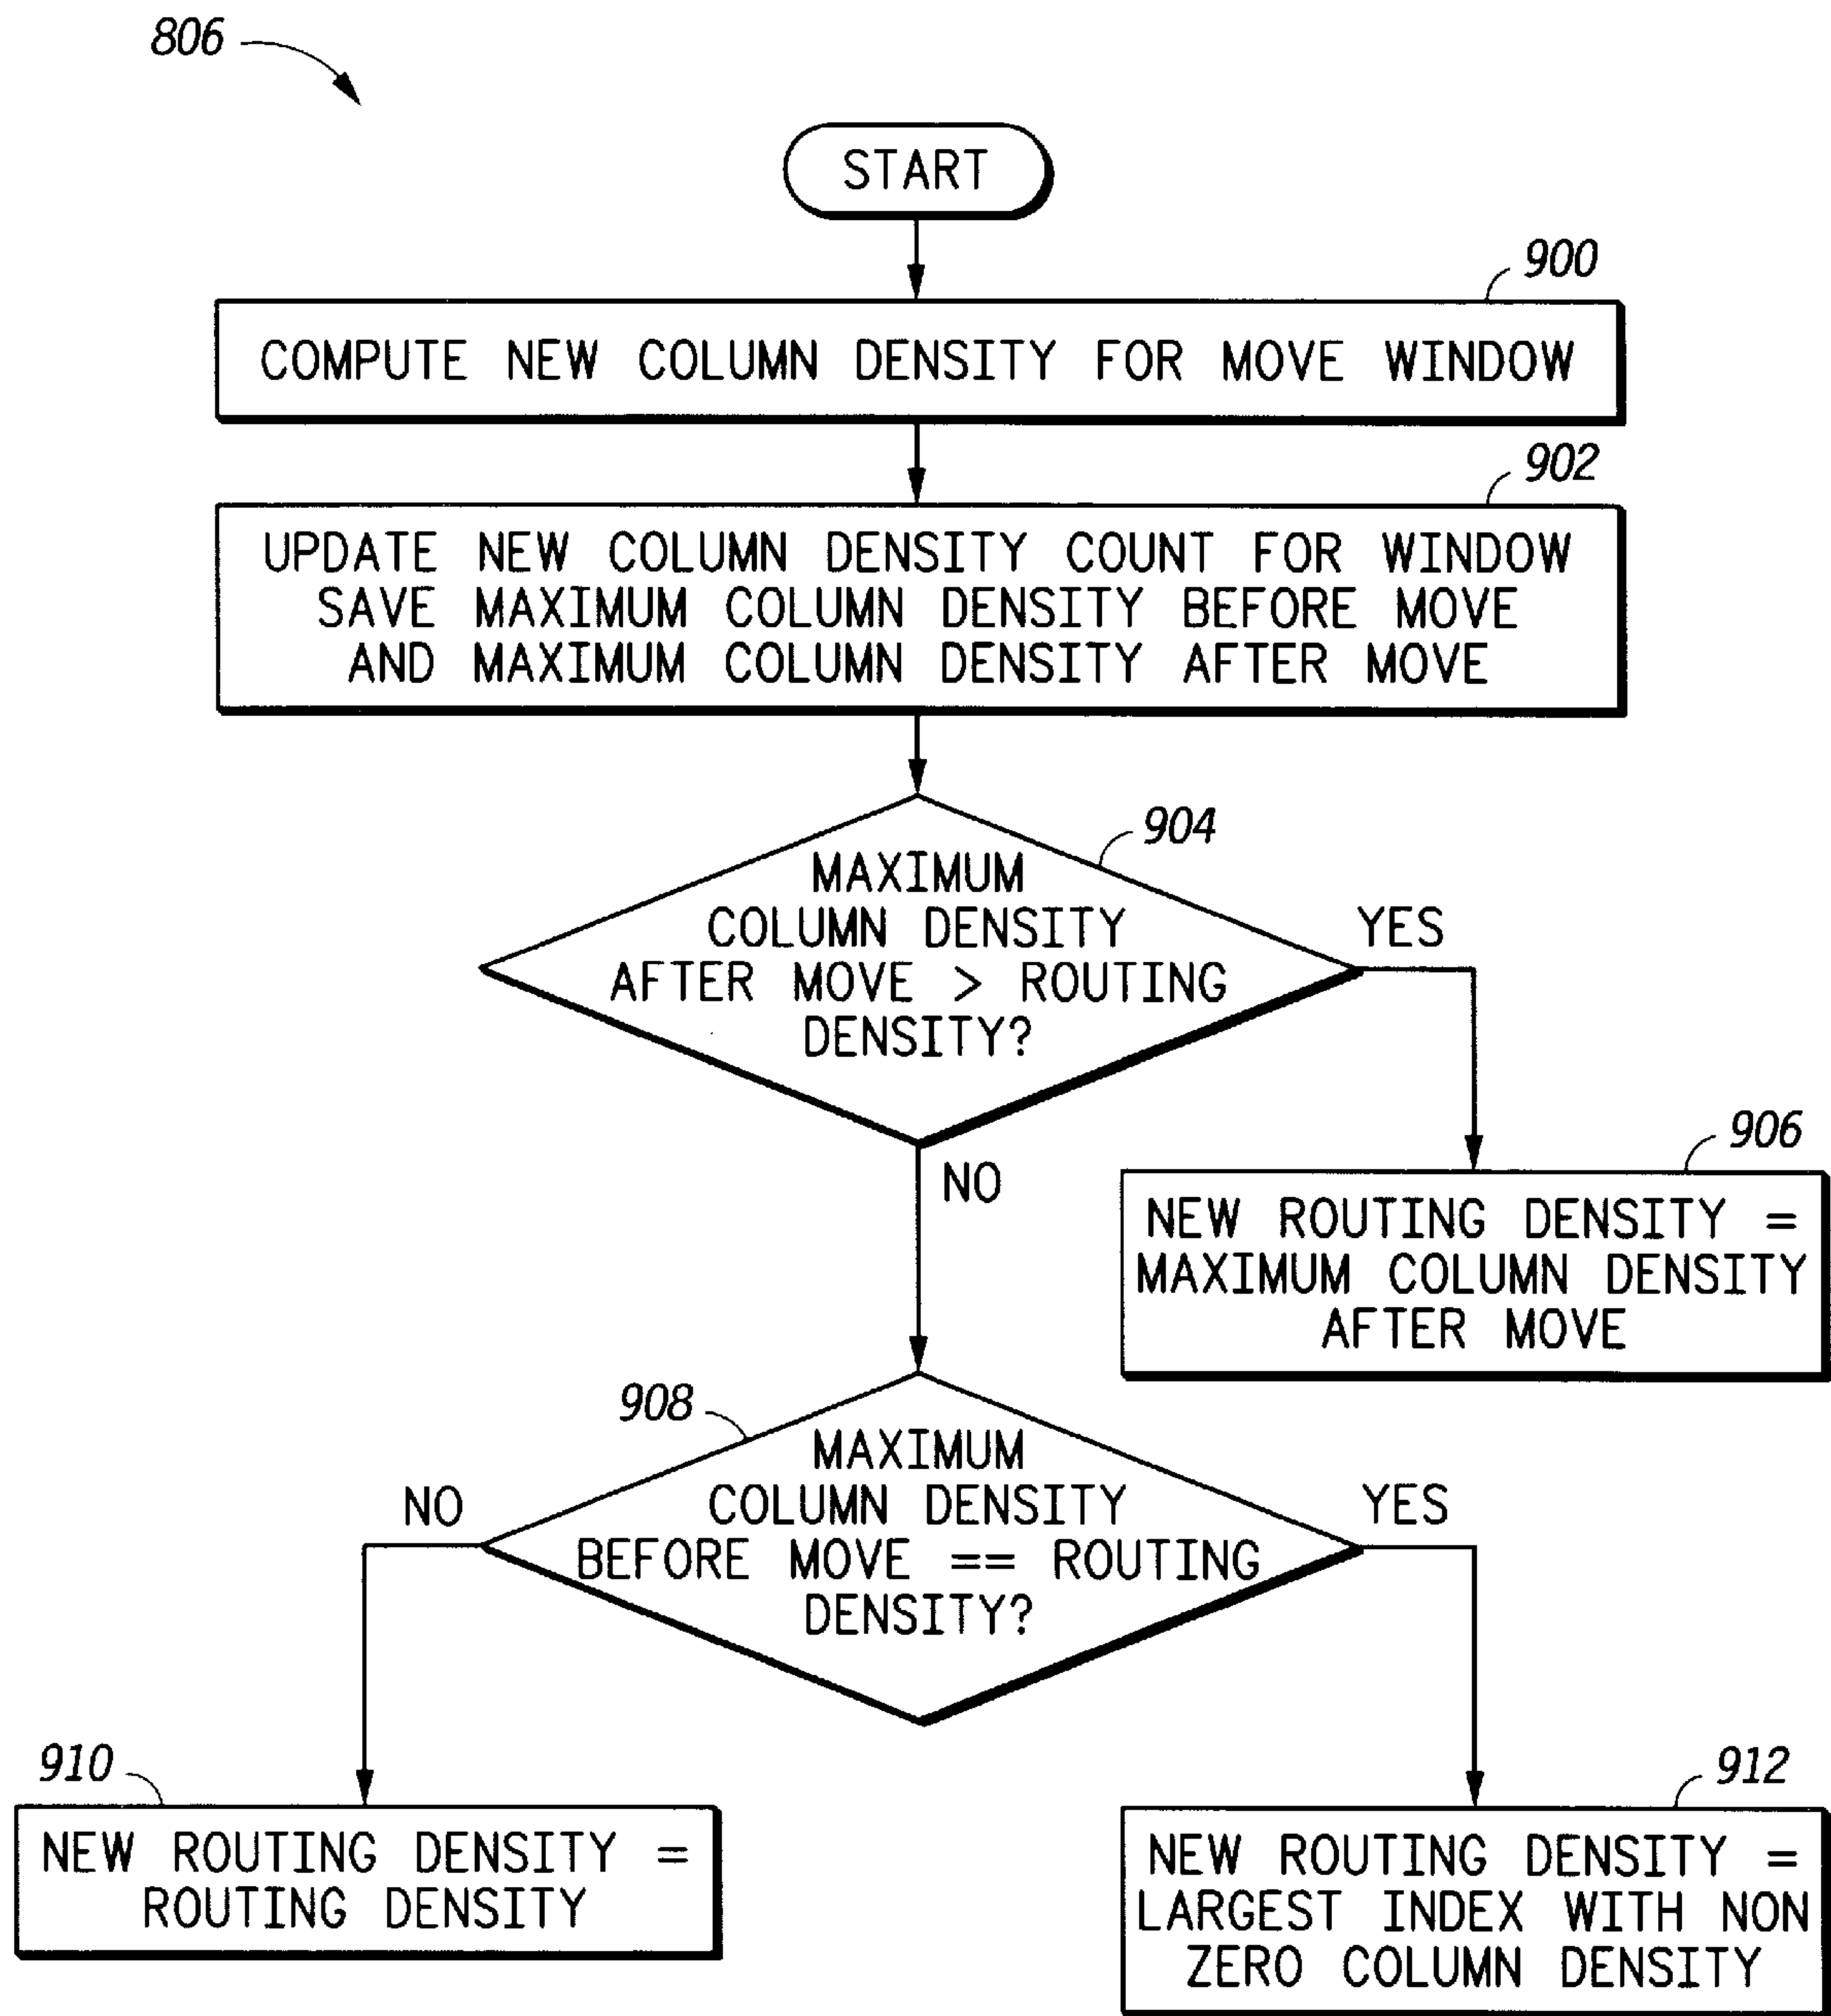 806
START
900
COMPUTE NEW COLUMN DENSITY FOR MOVE WINDOW
902
UPDATE NEW COLUMN DENSITY COUNT FOR WINDOW
SAVE MAXIMUM COLUMN DENSITY BEFORE MOVE
AND MAXIMUM COLUMN DENSITY AFTER MOVE
904
MAXIMUM
COLUMN DENSITY
AFTER MOVE > ROUTING
DENSITY?
YES
NO
906
NEW ROUTING DENSITY =
MAXIMUM COLUMN DENSITY
AFTER MOVE
908
MAXIMUM
COLUMN DENSITY
BEFORE MOVE == ROUTING
DENSITY?
NO
YES
910
NEW ROUTING DENSITY =
ROUTING DENSITY
912
NEW ROUTING DENSITY =
LARGEST INDEX WITH NON
ZERO COLUMN DENSITY